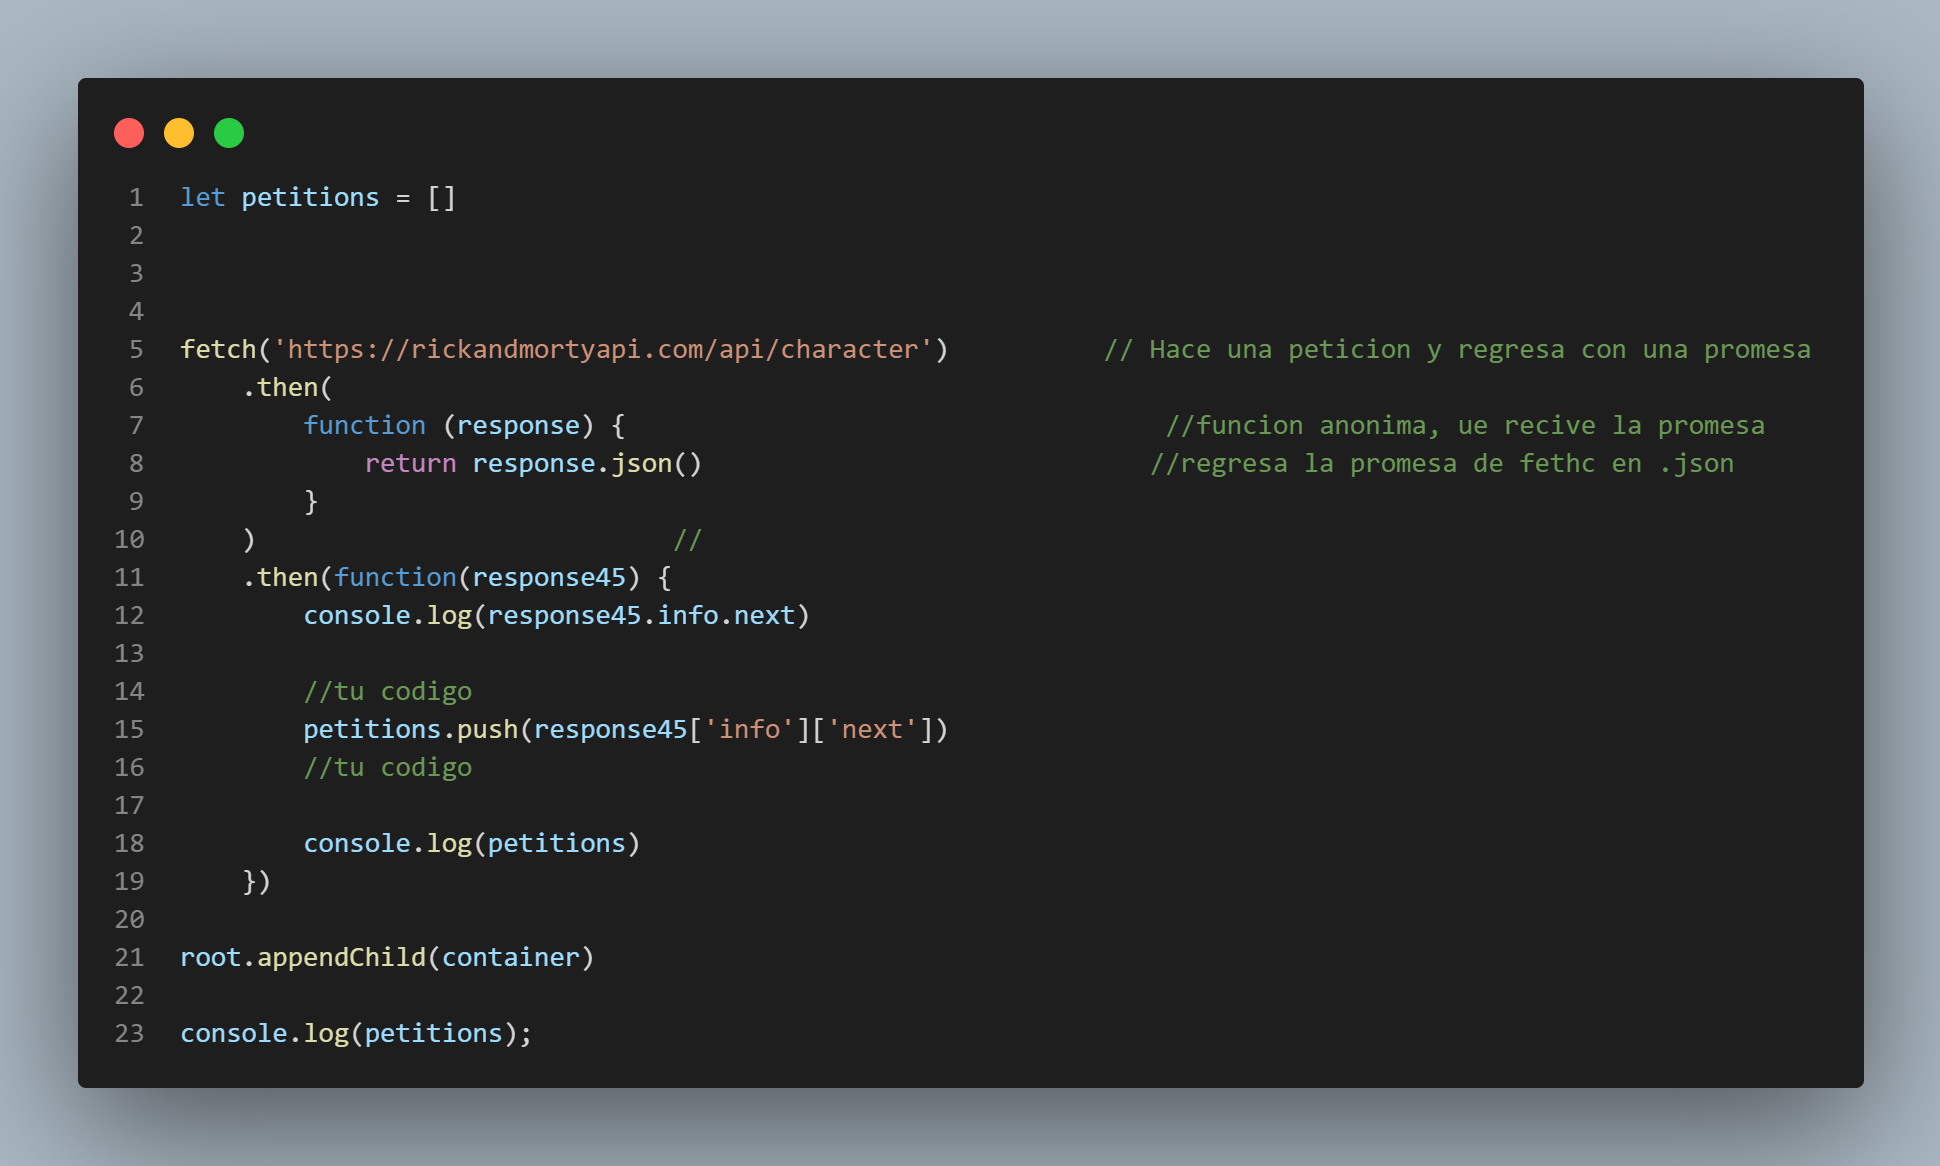 1 let petitions = []
2
3
4
5 fetch('https://rickandmortyapi.com/api/character') // Hace una peticion y regresa con una promesa
6 .then(
7 function (response) { //funcion anonima, ue recive la promesa
8 return response.json() //regresa la promesa de fethc en .json
9 }
10 ) //
11 .then(function(response45) {
12 console.log(response45.info.next)
13
14 //tu codigo
15 petitions.push(response45['info']['next'])
16 //tu codigo
17
18 console.log(petitions)
19 })
20
21 root.appendChild(container)
22
23 console.log(petitions);